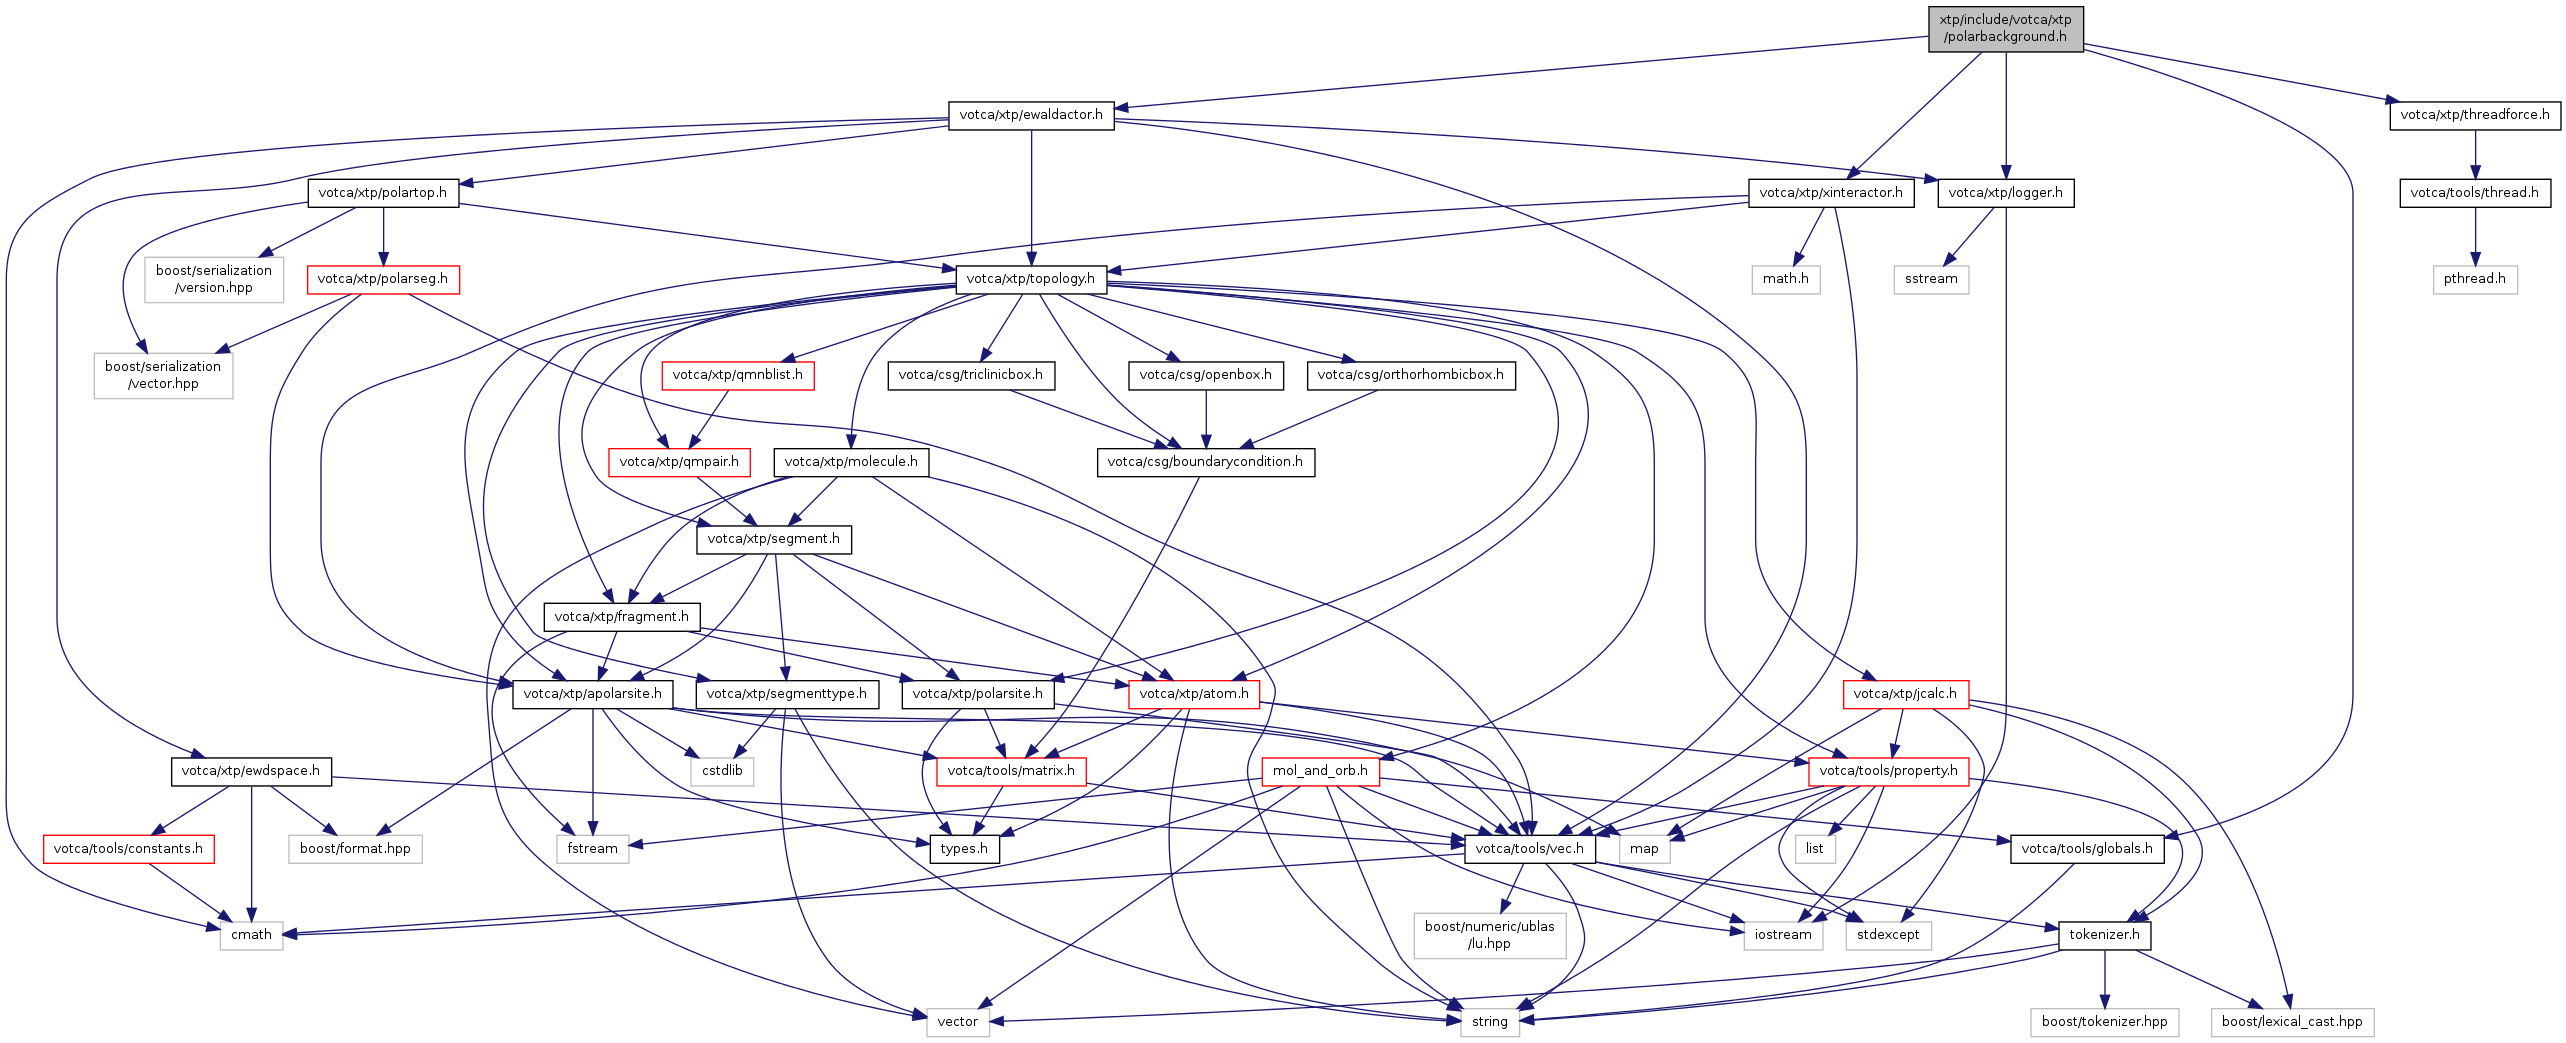 xtp/include/votca/xtp
/polarbackground.h
votca/xtp/ewaldactor.h
votca/xtp/threadforce.h
votca/xtp/polartop.h
votca/xtp/xinteractor.h
votca/xtp/logger.h
votca/tools/thread.h
boost/serialization
/version.hpp
votca/xtp/polarseg.h
votca/xtp/topology.h
math.h
sstream
pthread.h
boost/serialization
/vector.hpp
votca/xtp/qmnblist.h
votca/csg/triclinicbox.h
votca/csg/openbox.h
votca/csg/orthorhombicbox.h
votca/xtp/qmpair.h
votca/xtp/molecule.h
votca/csg/boundarycondition.h
votca/xtp/segment.h
votca/xtp/fragment.h
votca/xtp/apolarsite.h
votca/xtp/segmenttype.h
votca/xtp/polarsite.h
votca/xtp/atom.h
votca/xtp/jcalc.h
votca/xtp/ewdspace.h
cstdlib
votca/tools/matrix.h
mol_and_orb.h
votca/tools/property.h
votca/tools/constants.h
boost/format.hpp
fstream
types.h
votca/tools/vec.h
map
list
votca/tools/globals.h
cmath
boost/numeric/ublas
/lu.hpp
iostream
stdexcept
tokenizer.h
vector
string
boost/tokenizer.hpp
boost/lexical_cast.hpp